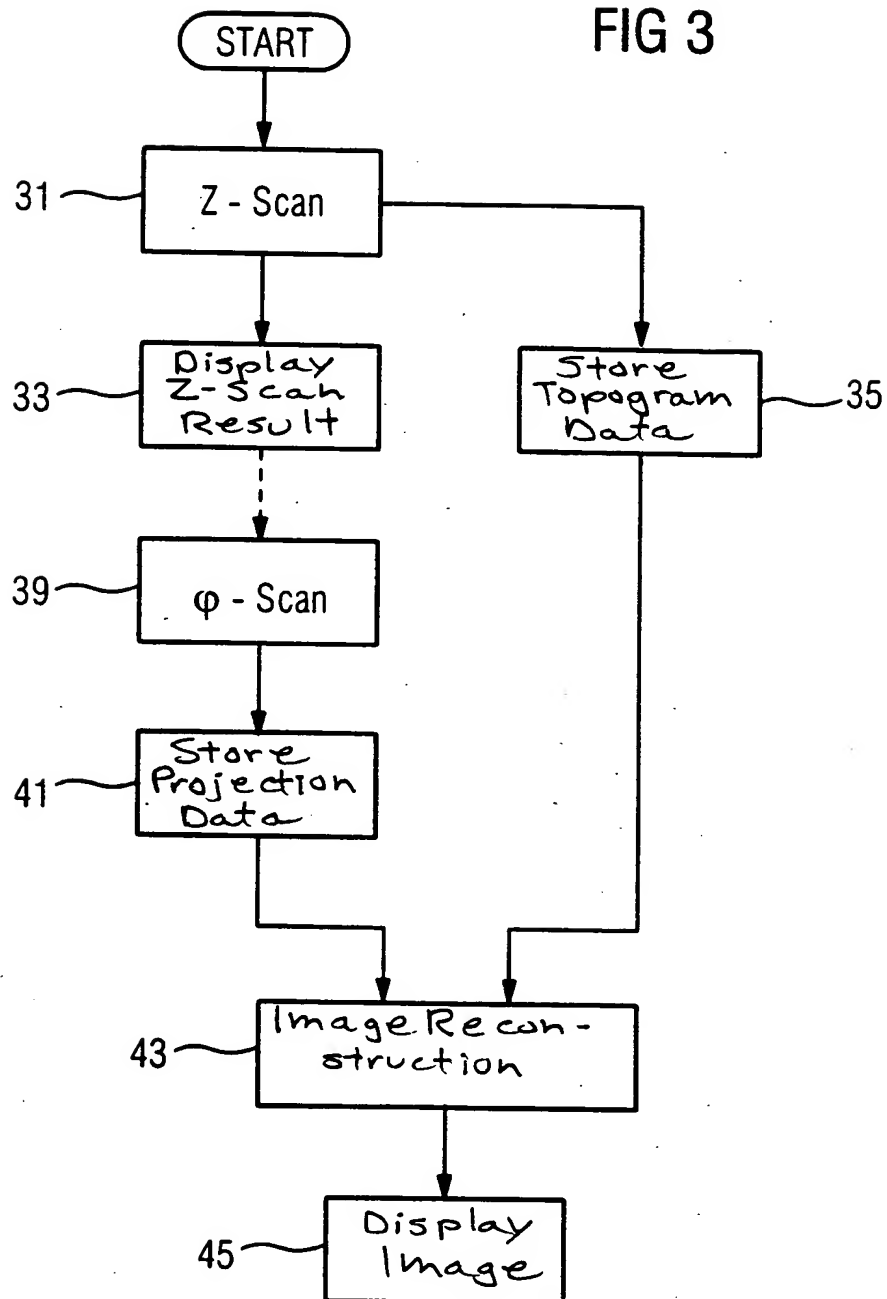 FIG 3
START
31
Z - Scan
33
Display
Z-Scan
Result
Store
Topogram
Data
35
39
φ - Scan
41
Store
Projection
Data
43
Image Recon-
struction
45
Display
Image